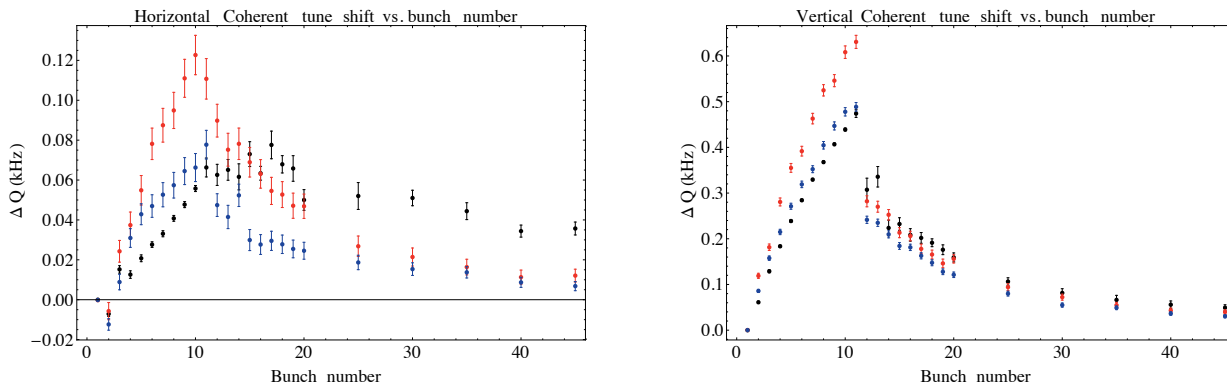 Horizontal Coherent tune shift vs. bunch number
0.12
0.10
0.08
0.06
0.04
0.02
0.00
−0.02
Δ Q (kHz)
0 10 20 30 40
Bunch number
Vertical Coherent tune shift vs. bunch number
0.6
0.5
0.4
0.3
0.2
0.1
0.0
Δ Q (kHz)
0 10 20 30 40
Bunch number